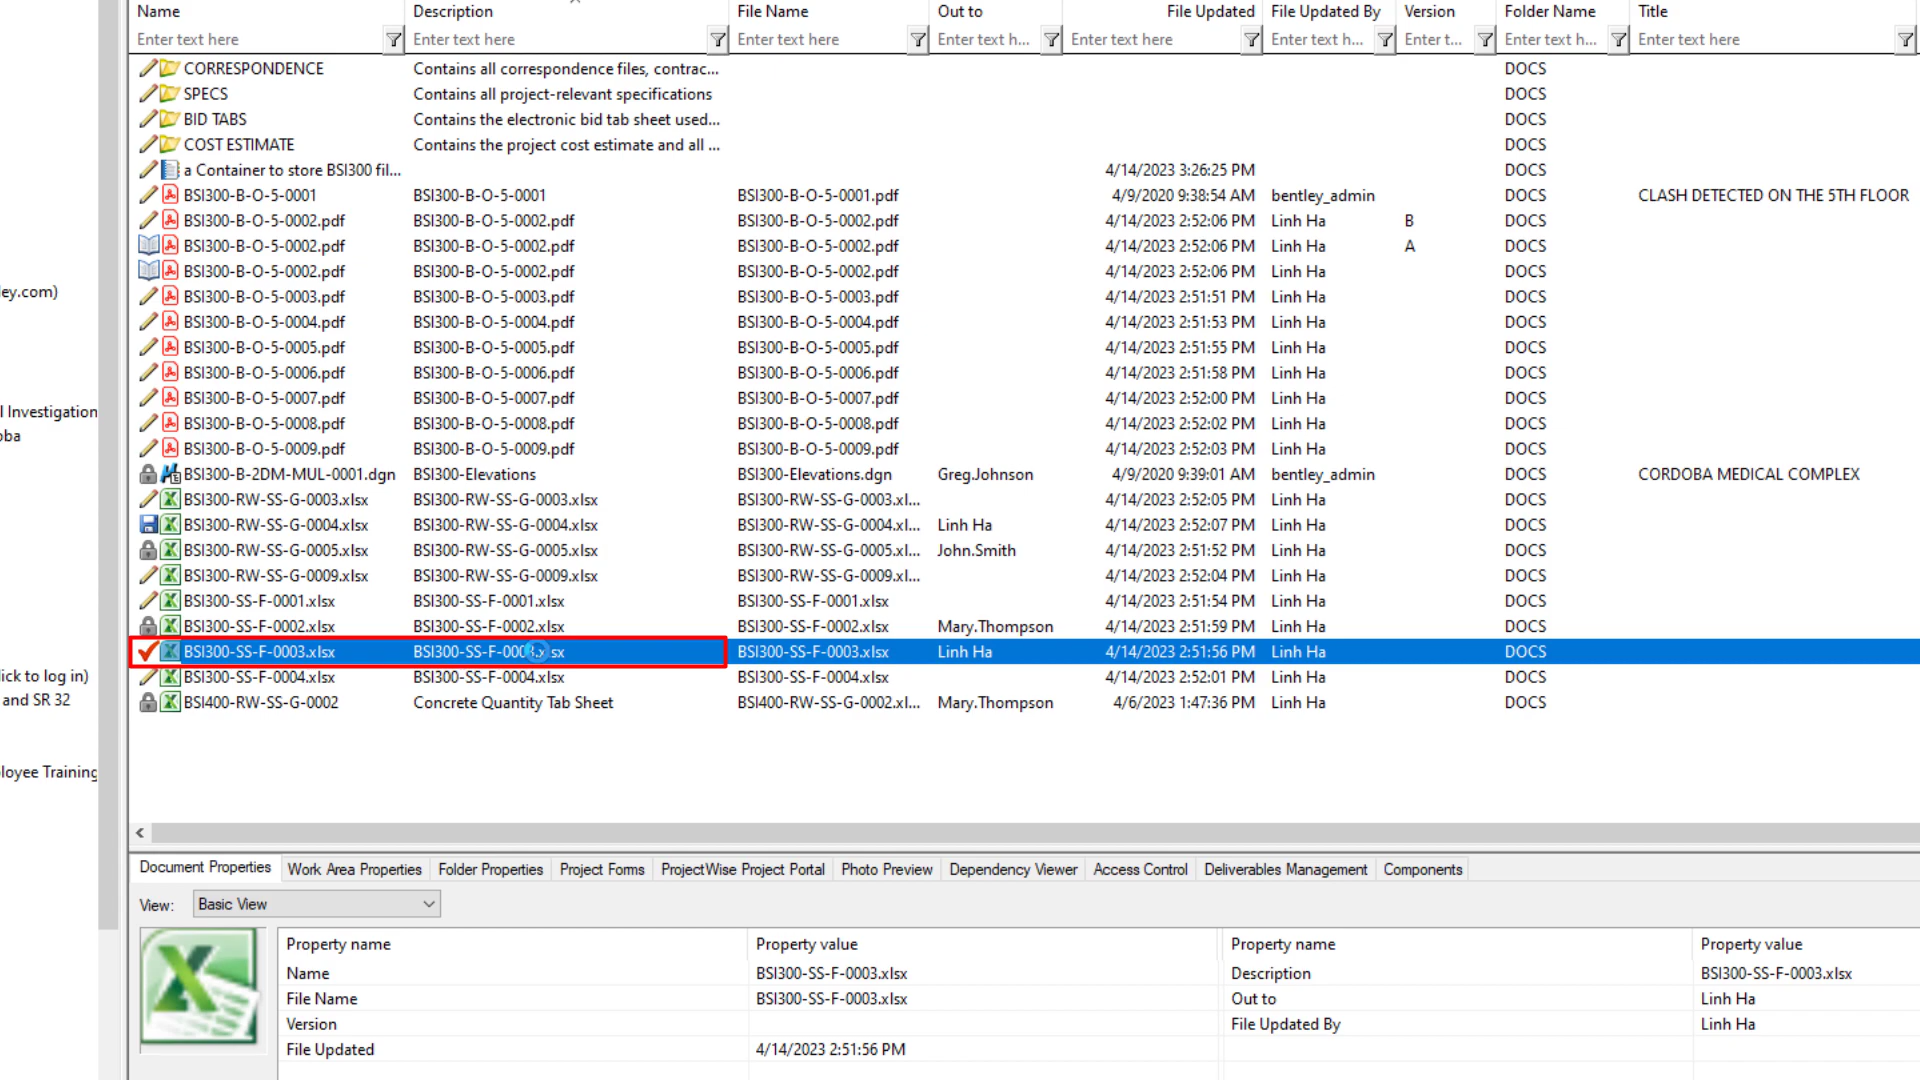 Name Description File Name Out to File Updated File Updated By Version Folder Name Title
Enter text here Enter text here Enter text here Enter text h... Enter text here Enter text h... Enter t... Enter text h... Enter text here
CORRESPONDENCE Contains all correspondence files, contrac... DOCS
SPECS Contains all project-relevant specifications DOCS
BID TABS Contains the electronic bid tab sheet used... DOCS
COST ESTIMATE Contains the project cost estimate and all ... DOCS
a Container to store BSI300 fil... 4/14/2023 3:26:25 PM DOCS
BSI300-B-O-5-0001 BSI300-B-O-5-0001 BSI300-B-O-5-0001.pdf 4/9/2020 9:38:54 AM bentley_admin DOCS CLASH DETECTED ON THE 5TH FLOOR
BSI300-B-O-5-0002.pdf BSI300-B-O-5-0002.pdf BSI300-B-O-5-0002.pdf 4/14/2023 2:52:06 PM Linh Ha B DOCS
BSI300-B-O-5-0002.pdf BSI300-B-O-5-0002.pdf BSI300-B-O-5-0002.pdf 4/14/2023 2:52:06 PM Linh Ha A DOCS
BSI300-B-O-5-0002.pdf BSI300-B-O-5-0002.pdf BSI300-B-O-5-0002.pdf 4/14/2023 2:52:06 PM Linh Ha DOCS
BSI300-B-O-5-0003.pdf BSI300-B-O-5-0003.pdf BSI300-B-O-5-0003.pdf 4/14/2023 2:51:51 PM Linh Ha DOCS
BSI300-B-O-5-0004.pdf BSI300-B-O-5-0004.pdf BSI300-B-O-5-0004.pdf 4/14/2023 2:51:53 PM Linh Ha DOCS
BSI300-B-O-5-0005.pdf BSI300-B-O-5-0005.pdf BSI300-B-O-5-0005.pdf 4/14/2023 2:51:55 PM Linh Ha DOCS
BSI300-B-O-5-0006.pdf BSI300-B-O-5-0006.pdf BSI300-B-O-5-0006.pdf 4/14/2023 2:51:58 PM Linh Ha DOCS
BSI300-B-O-5-0007.pdf BSI300-B-O-5-0007.pdf BSI300-B-O-5-0007.pdf 4/14/2023 2:52:00 PM Linh Ha DOCS
BSI300-B-O-5-0008.pdf BSI300-B-O-5-0008.pdf BSI300-B-O-5-0008.pdf 4/14/2023 2:52:02 PM Linh Ha DOCS
BSI300-B-O-5-0009.pdf BSI300-B-O-5-0009.pdf BSI300-B-O-5-0009.pdf 4/14/2023 2:52:03 PM Linh Ha DOCS
BSI300-B-2DM-MUL-0001.dgn BSI300-Elevations BSI300-Elevations.dgn Greg.Johnson 4/9/2020 9:39:01 AM bentley_admin DOCS CORDOBA MEDICAL COMPLEX
BSI300-RW-SS-G-0003.xlsx BSI300-RW-SS-G-0003.xlsx BSI300-RW-SS-G-0003.xl... 4/14/2023 2:52:05 PM Linh Ha DOCS
BSI300-RW-SS-G-0004.xlsx BSI300-RW-SS-G-0004.xlsx BSI300-RW-SS-G-0004.xl... Linh Ha 4/14/2023 2:52:07 PM Linh Ha DOCS
BSI300-RW-SS-G-0005.xlsx BSI300-RW-SS-G-0005.xlsx BSI300-RW-SS-G-0005.xl... John.Smith 4/14/2023 2:51:52 PM Linh Ha DOCS
BSI300-RW-SS-G-0009.xlsx BSI300-RW-SS-G-0009.xlsx BSI300-RW-SS-G-0009.xl... 4/14/2023 2:52:04 PM Linh Ha DOCS
BSI300-SS-F-0001.xlsx BSI300-SS-F-0001.xlsx BSI300-SS-F-0001.xlsx 4/14/2023 2:51:54 PM Linh Ha DOCS
BSI300-SS-F-0002.xlsx BSI300-SS-F-0002.xlsx BSI300-SS-F-0002.xlsx Mary.Thompson 4/14/2023 2:51:59 PM Linh Ha DOCS
BSI300-SS-F-0003.xlsx BSI300-SS-F-0003.xlsx BSI300-SS-F-0003.xlsx Linh Ha 4/14/2023 2:51:56 PM Linh Ha DOCS
BSI300-SS-F-0004.xlsx BSI300-SS-F-0004.xlsx BSI300-SS-F-0004.xlsx 4/14/2023 2:52:01 PM Linh Ha DOCS
BSI400-RW-SS-G-0002 Concrete Quantity Tab Sheet BSI400-RW-SS-G-0002.xl... Mary.Thompson 4/6/2023 1:47:36 PM Linh Ha DOCS
ley.com)
l Investigation
oba
ick to log in)
and SR 32
loyee Training
Document Properties Work Area Properties Folder Properties Project Forms ProjectWise Project Portal Photo Preview Dependency Viewer Access Control Deliverables Management Components
View: Basic View
Property name Property value Property name Property value
Name BSI300-SS-F-0003.xlsx Description BSI300-SS-F-0003.xlsx
File Name BSI300-SS-F-0003.xlsx Out to Linh Ha
Version File Updated By Linh Ha
File Updated 4/14/2023 2:51:56 PM